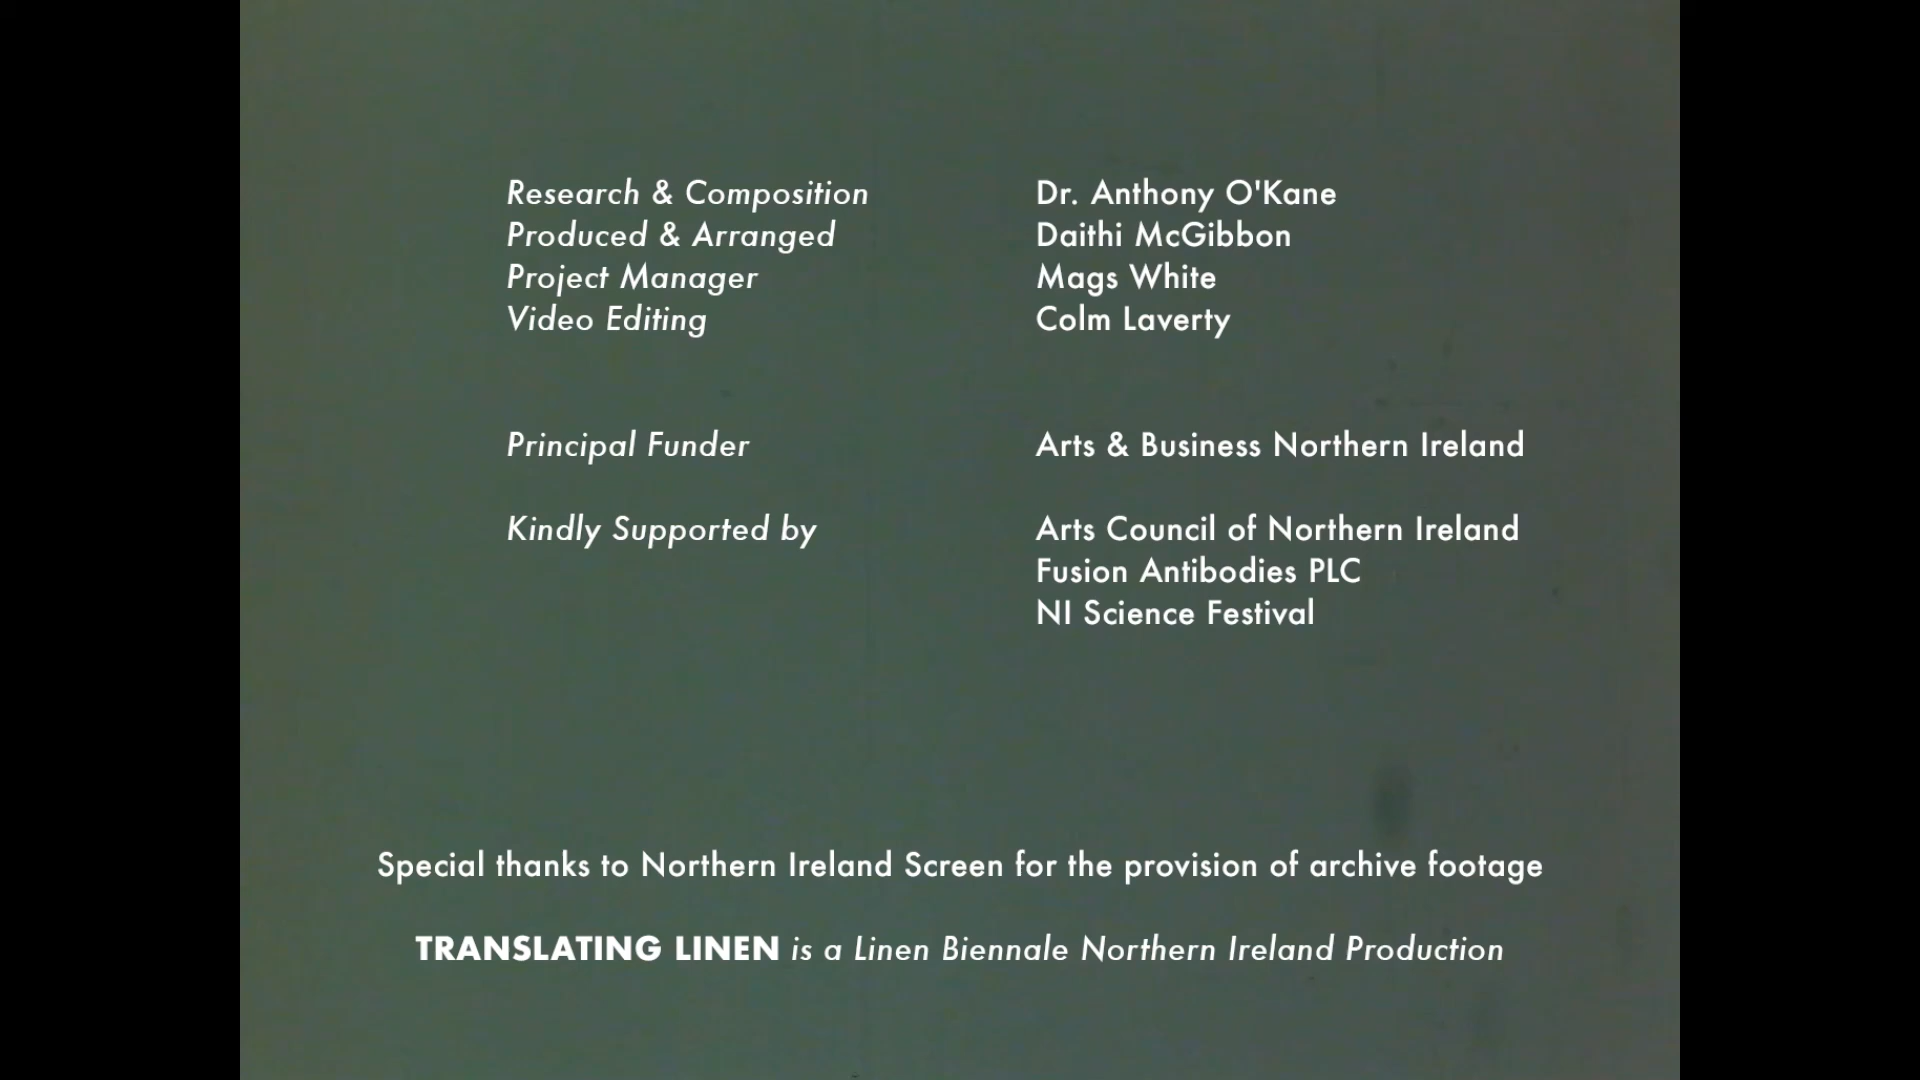 Research & Composition Dr. Anthony O'Kane
Produced & Arranged Daithi McGibbon
Project Manager Mags White
Video Editing Colm Laverty
Principal Funder Arts & Business Northern Ireland
Kindly Supported by Arts Council of Northern Ireland
Fusion Antibodies PLC
NI Science Festival
Special thanks to Northern Ireland Screen for the provision of archive footage
TRANSLATING LINEN is a Linen Biennale Northern Ireland Production